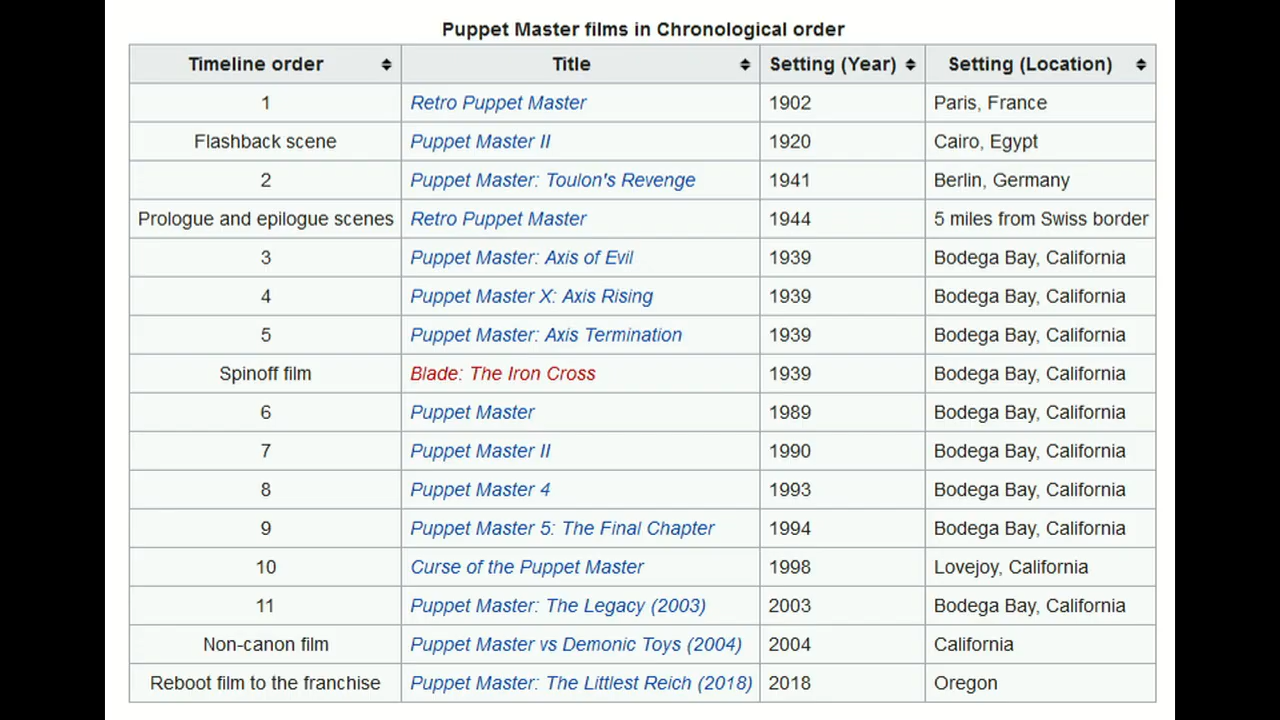 Puppet Master films in Chronological order
Timeline order Title Setting (Year) Setting (Location)
1 Retro Puppet Master 1902 Paris, France
Flashback scene Puppet Master II 1920 Cairo, Egypt
2 Puppet Master: Toulon's Revenge 1941 Berlin, Germany
Prologue and epilogue scenes Retro Puppet Master 1944 5 miles from Swiss border
3 Puppet Master: Axis of Evil 1939 Bodega Bay, California
4 Puppet Master X: Axis Rising 1939 Bodega Bay, California
5 Puppet Master: Axis Termination 1939 Bodega Bay, California
Spinoff film Blade: The Iron Cross 1939 Bodega Bay, California
6 Puppet Master 1989 Bodega Bay, California
7 Puppet Master II 1990 Bodega Bay, California
8 Puppet Master 4 1993 Bodega Bay, California
9 Puppet Master 5: The Final Chapter 1994 Bodega Bay, California
10 Curse of the Puppet Master 1998 Lovejoy, California
11 Puppet Master: The Legacy (2003) 2003 Bodega Bay, California
Non-canon film Puppet Master vs Demonic Toys (2004) 2004 California
Reboot film to the franchise Puppet Master: The Littlest Reich (2018) 2018 Oregon